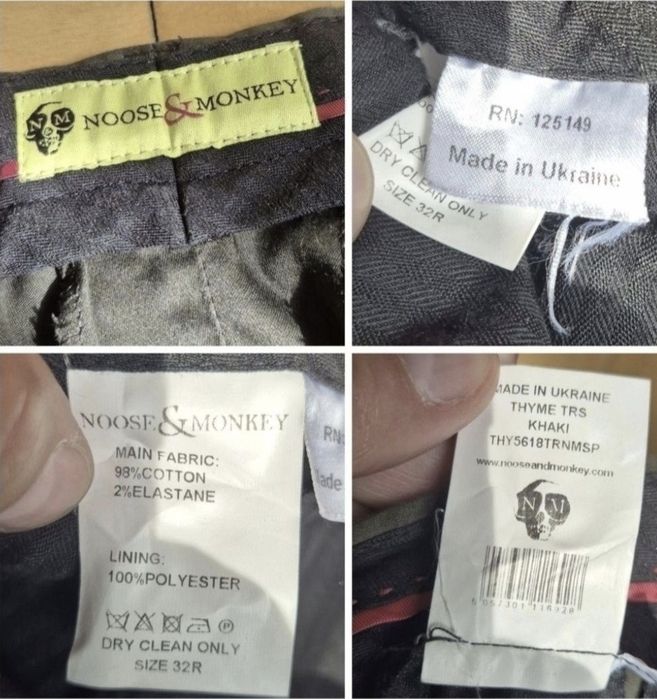 N M
NOOSE & MONKEY
RN: 125149
Made in Ukraine
DRY CLEAN ONLY
SIZE 32R
NOOSE & MONKEY
MAIN FABRIC:
98%COTTON
2%ELASTANE
LINING:
100%POLYESTER
P
DRY CLEAN ONLY
SIZE 32R
RN:
ade
MADE IN UKRAINE
THYME TRS
KHAKI
THY5618TRNMSP
www.nooseandmonkey.com
N M